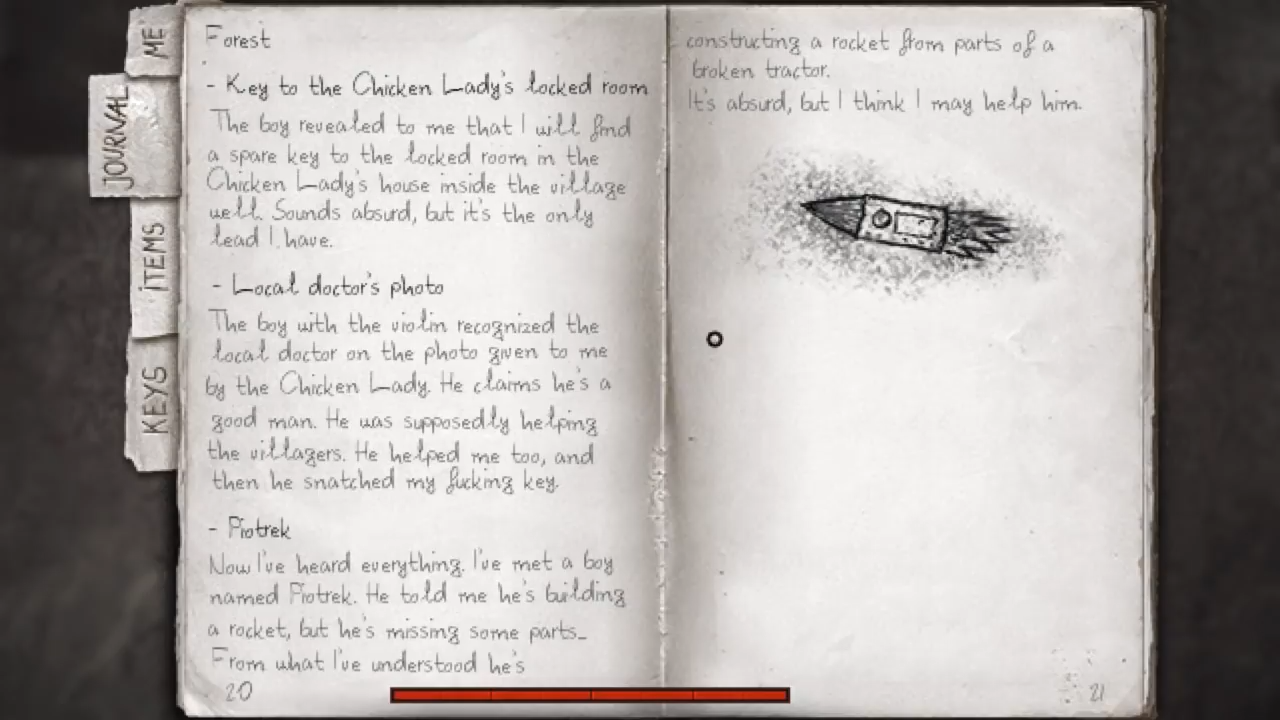 ME
JOURNAL
ITEMS
KEYS
Forest
- Key to the Chicken Lady's locked room
The boy revealed to me that I will find
a spare key to the locked room in the
Chicken Lady's house inside the village
well. Sounds absurd, but it's the only
lead I have.
- Local doctor's photo
The boy with the violin recognized the
local doctor on the photo given to me
by the Chicken Lady. He claims he's a
good man. He was supposedly helping
the villagers. He helped me too, and
then he snatched my fucking key.
- Piotrek
Now I've heard everything. I've met a boy
named Piotrek. He told me he's building
a rocket, but he's missing some parts...
From what I've understood he's
20
constructing a rocket from parts of a
broken tractor.
It's absurd, but I think I may help him.
21